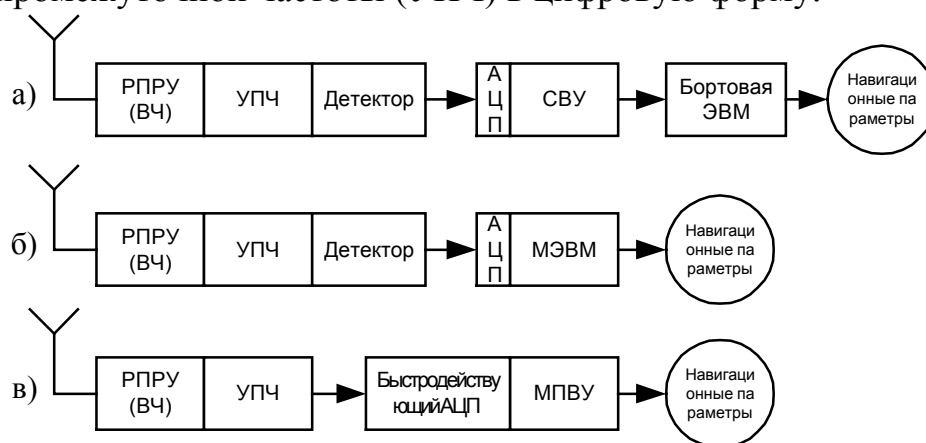 промежуточной частоты (УПЧ) в цифровую форму.
а)
РПРУ
(ВЧ)
УПЧ
Детектор
А
Ц
П
СВУ
Бортовая
ЭВМ
Навигаци
онные па
раметры
б)
РПРУ
(ВЧ)
УПЧ
Детектор
А
Ц
П
МЭВМ
Навигаци
онные па
раметры
в)
РПРУ
(ВЧ)
УПЧ
Быстродейству
ющийАЦП
МПВУ
Навигаци
онные па
раметры